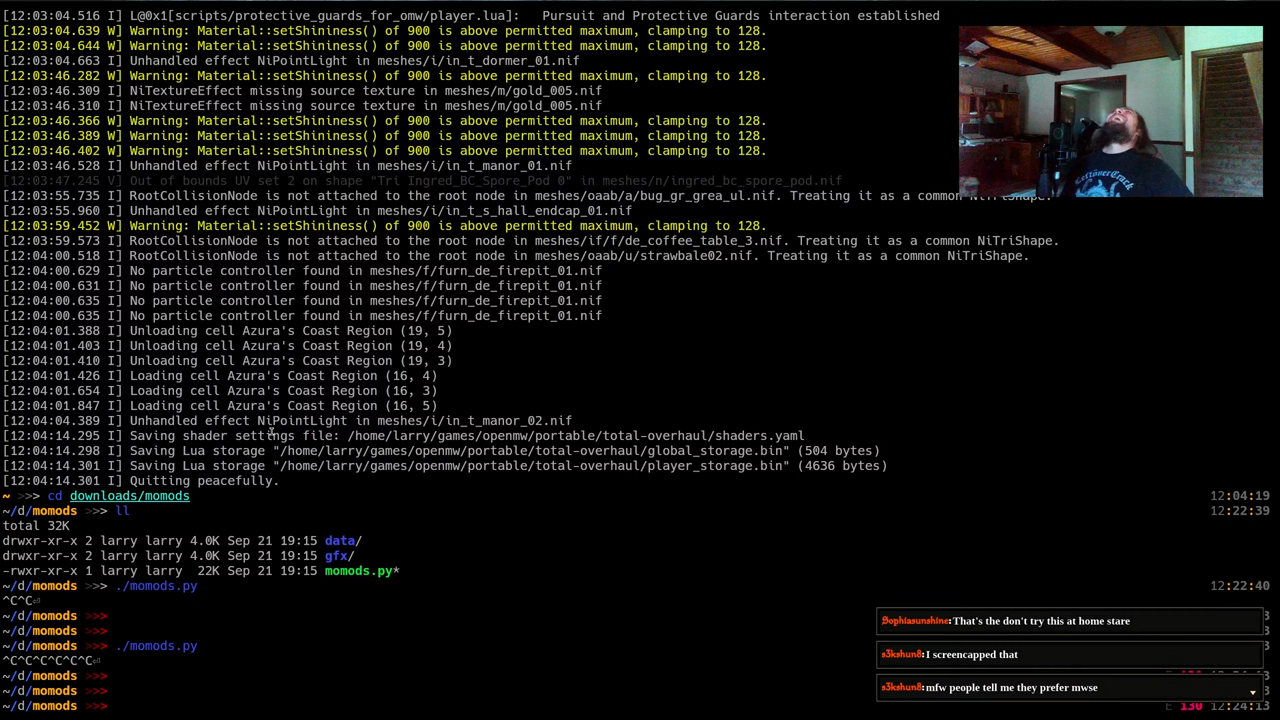 [12:03:04.516 I] L@0x1[scripts/protective_guards_for_omw/player.lua]:   Pursuit and Protective Guards interaction established
[12:03:04.639 W] Warning: Material::setShininess() of 900 is above permitted maximum, clamping to 128.
[12:03:04.644 W] Warning: Material::setShininess() of 900 is above permitted maximum, clamping to 128.
[12:03:04.663 I] Unhandled effect NiPointLight in meshes/i/in_t_dormer_01.nif
[12:03:46.282 W] Warning: Material::setShininess() of 900 is above permitted maximum, clamping to 128.
[12:03:46.309 I] NiTextureEffect missing source texture in meshes/m/gold_005.nif
[12:03:46.310 I] NiTextureEffect missing source texture in meshes/m/gold_005.nif
[12:03:46.366 W] Warning: Material::setShininess() of 900 is above permitted maximum, clamping to 128.
[12:03:46.389 W] Warning: Material::setShininess() of 900 is above permitted maximum, clamping to 128.
[12:03:46.402 W] Warning: Material::setShininess() of 900 is above permitted maximum, clamping to 128.
[12:03:46.528 I] Unhandled effect NiPointLight in meshes/i/in_t_manor_01.nif
[12:03:47.245 V] Out of bounds UV set 2 on shape "Tri Ingred_BC_Spore_Pod 0" in meshes/n/ingred_bc_spore_pod.nif
[12:03:55.735 I] RootCollisionNode is not attached to the root node in meshes/oaab/a/bug_gr_grea_ul.nif. Treating it as a common NiTriShape.
[12:03:55.960 I] Unhandled effect NiPointLight in meshes/i/in_t_s_hall_endcap_01.nif
[12:03:59.452 W] Warning: Material::setShininess() of 900 is above permitted maximum, clamping to 128.
[12:03:59.573 I] RootCollisionNode is not attached to the root node in meshes/if/f/de_coffee_table_3.nif. Treating it as a common NiTriShape.
[12:04:00.518 I] RootCollisionNode is not attached to the root node in meshes/oaab/u/strawbale02.nif. Treating it as a common NiTriShape.
[12:04:00.629 I] No particle controller found in meshes/f/furn_de_firepit_01.nif
[12:04:00.631 I] No particle controller found in meshes/f/furn_de_firepit_01.nif
[12:04:00.635 I] No particle controller found in meshes/f/furn_de_firepit_01.nif
[12:04:00.635 I] No particle controller found in meshes/f/furn_de_firepit_01.nif
[12:04:01.388 I] Unloading cell Azura's Coast Region (19, 5)
[12:04:01.403 I] Unloading cell Azura's Coast Region (19, 4)
[12:04:01.410 I] Unloading cell Azura's Coast Region (19, 3)
[12:04:01.426 I] Loading cell Azura's Coast Region (16, 4)
[12:04:01.654 I] Loading cell Azura's Coast Region (16, 3)
[12:04:01.847 I] Loading cell Azura's Coast Region (16, 5)
[12:04:04.389 I] Unhandled effect NiPointLight in meshes/i/in_t_manor_02.nif
[12:04:14.295 I] Saving shader settings file: /home/larry/games/openmw/portable/total-overhaul/shaders.yaml
[12:04:14.298 I] Saving Lua storage "/home/larry/games/openmw/portable/total-overhaul/global_storage.bin" (504 bytes)
[12:04:14.301 I] Saving Lua storage "/home/larry/games/openmw/portable/total-overhaul/player_storage.bin" (4636 bytes)
[12:04:14.301 I] Quitting peacefully.
~ >>> cd downloads/momods 12:04:19
~/d/momods >>> ll 12:22:39
total 32K
drwxr-xr-x 2 larry larry 4.0K Sep 21 19:15 data/
drwxr-xr-x 2 larry larry 4.0K Sep 21 19:15 gfx/
-rwxr-xr-x 1 larry larry  22K Sep 21 19:15 momods.py*
~/d/momods >>> ./momods.py 12:22:40
^C^C⏎
~/d/momods >>>
~/d/momods >>>
~/d/momods >>> ./momods.py
^C^C^C^C^C^C^C⏎
~/d/momods >>>
~/d/momods >>>
~/d/momods >>> E 130 12:24:13
Sophiasunshine: That's the don't try this at home stare
s3kshun8: I screencapped that
s3kshun8: mfw people tell me they prefer mwse